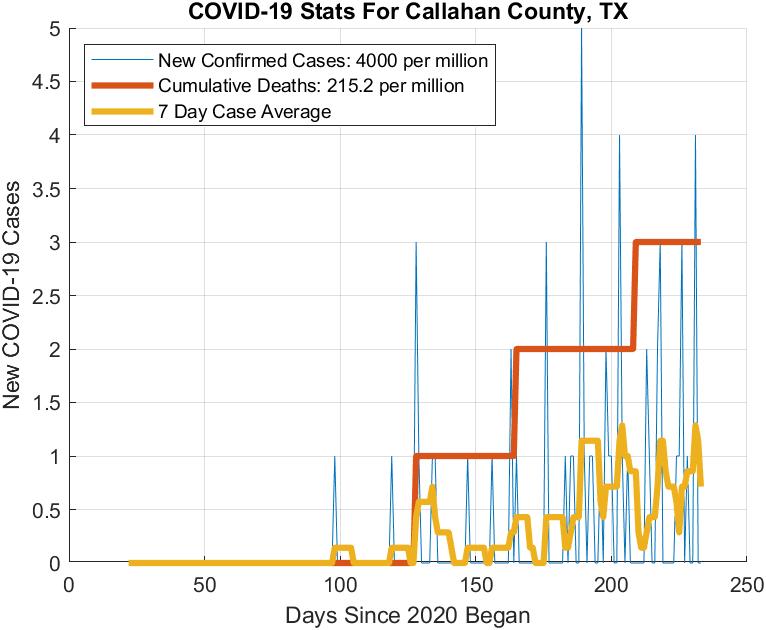 COVID-19 Stats For Callahan County, TX
New Confirmed Cases: 4000 per million
Cumulative Deaths: 215.2 per million
7 Day Case Average
New COVID-19 Cases
5
4.5
4
3.5
3
2.5
2
1.5
1
0.5
0
0 50 100 150 200 250
Days Since 2020 Began